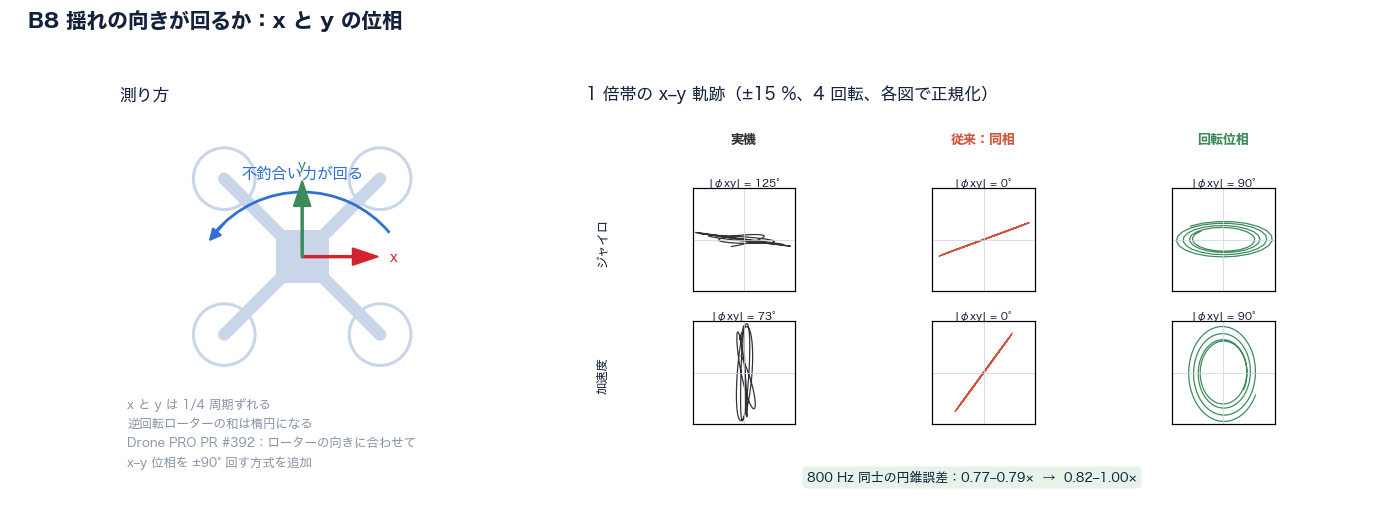 B8 揺れの向きが回るか：x と y の位相
測り方
不釣合い力が回る
y
x
x と y は 1/4 周期ずれる
逆回転ローターの和は楕円になる
Drone PRO PR #392：ローターの向きに合わせて
x–y 位相を ±90° 回す方式を追加
1 倍帯の x–y 軌跡（±15 %、4 回転、各図で正規化）
実機
従来：同相
回転位相
ジャイロ
|ϕxy| = 125°
|ϕxy| = 0°
|ϕxy| = 90°
加速度
|ϕxy| = 73°
|ϕxy| = 0°
|ϕxy| = 90°
800 Hz 同士の円錐誤差：0.77–0.79× → 0.82–1.00×